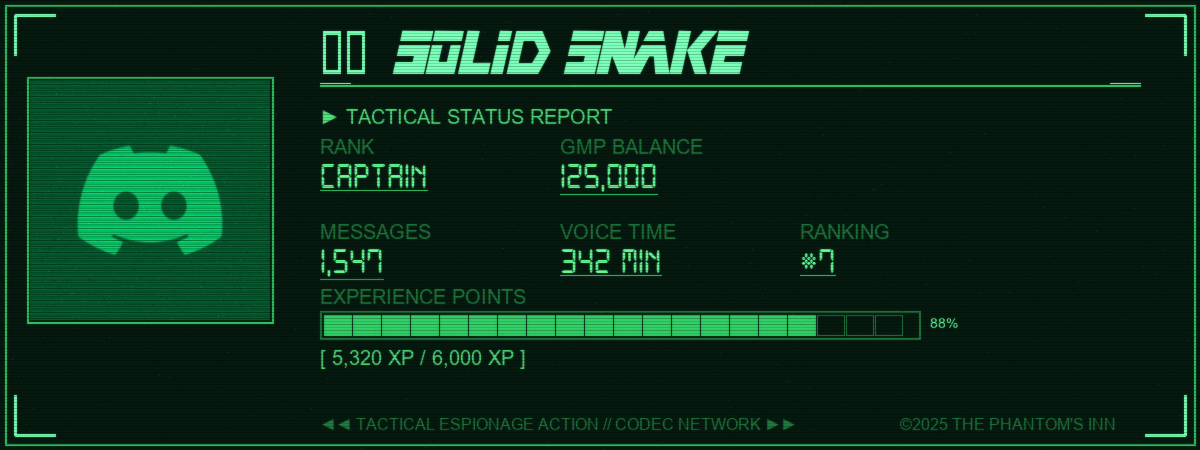 SOLID SNAKE
► TACTICAL STATUS REPORT
RANK GMP BALANCE
CAPTAIN 125,000
MESSAGES VOICE TIME RANKING
1,547 342 MIN #7
EXPERIENCE POINTS
88%
[ 5,320 XP / 6,000 XP ]
◄◄ TACTICAL ESPIONAGE ACTION // CODEC NETWORK ►► ©2025 THE PHANTOM'S INN